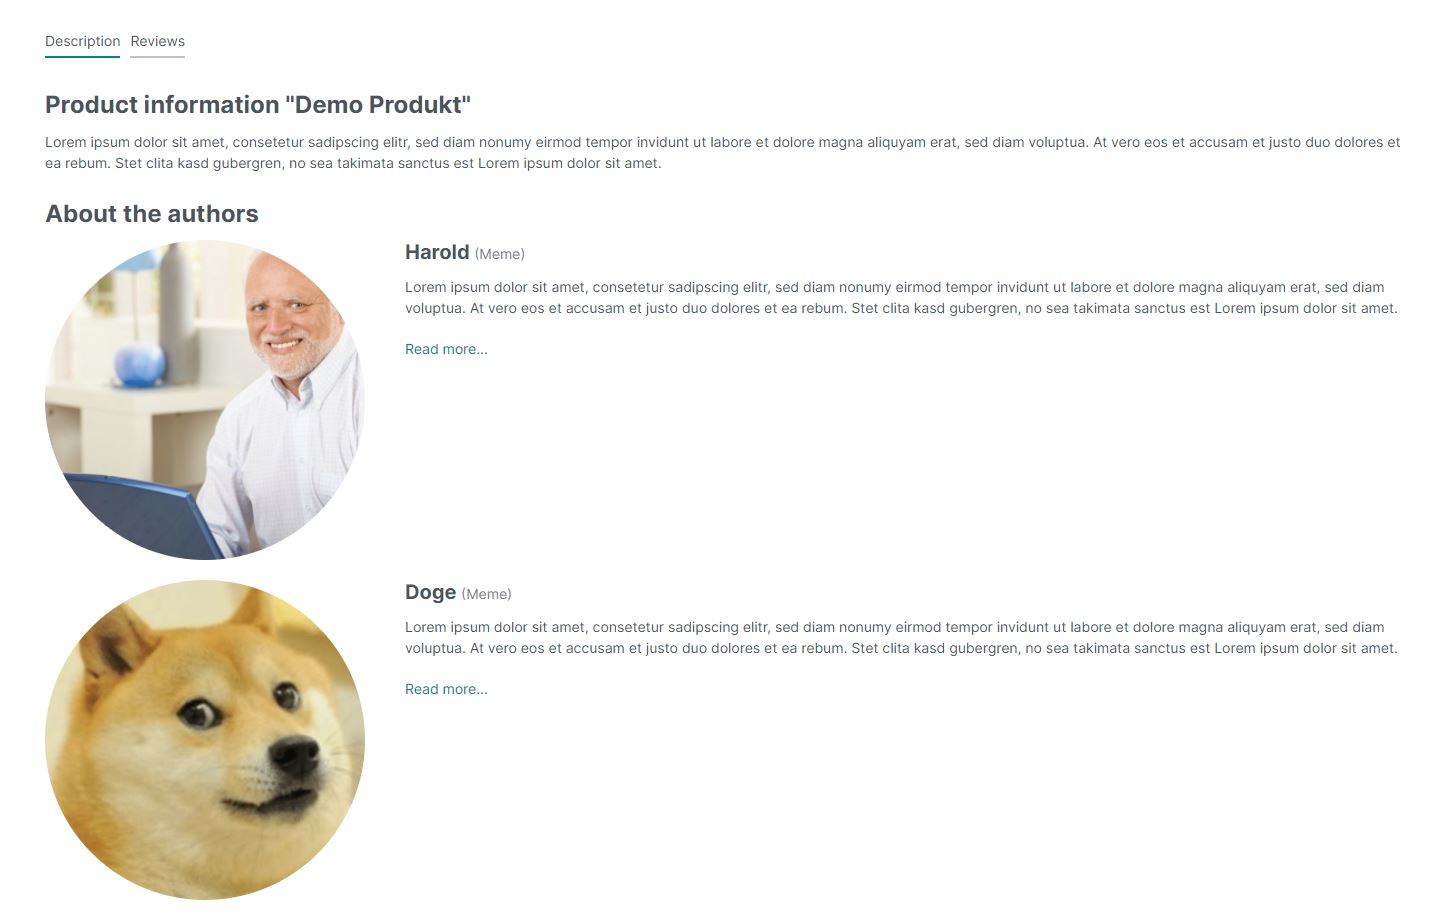 Description Reviews
Product information "Demo Produkt"
Lorem ipsum dolor sit amet, consetetur sadipscing elitr, sed diam nonumy eirmod tempor invidunt ut labore et dolore magna aliquyam erat, sed diam voluptua. At vero eos et accusam et justo duo dolores et
ea rebum. Stet clita kasd gubergren, no sea takimata sanctus est Lorem ipsum dolor sit amet.
About the authors
Harold (Meme)
Lorem ipsum dolor sit amet, consetetur sadipscing elitr, sed diam nonumy eirmod tempor invidunt ut labore et dolore magna aliquyam erat, sed diam
voluptua. At vero eos et accusam et justo duo dolores et ea rebum. Stet clita kasd gubergren, no sea takimata sanctus est Lorem ipsum dolor sit amet.
Read more...
Doge (Meme)
Lorem ipsum dolor sit amet, consetetur sadipscing elitr, sed diam nonumy eirmod tempor invidunt ut labore et dolore magna aliquyam erat, sed diam
voluptua. At vero eos et accusam et justo duo dolores et ea rebum. Stet clita kasd gubergren, no sea takimata sanctus est Lorem ipsum dolor sit amet.
Read more...